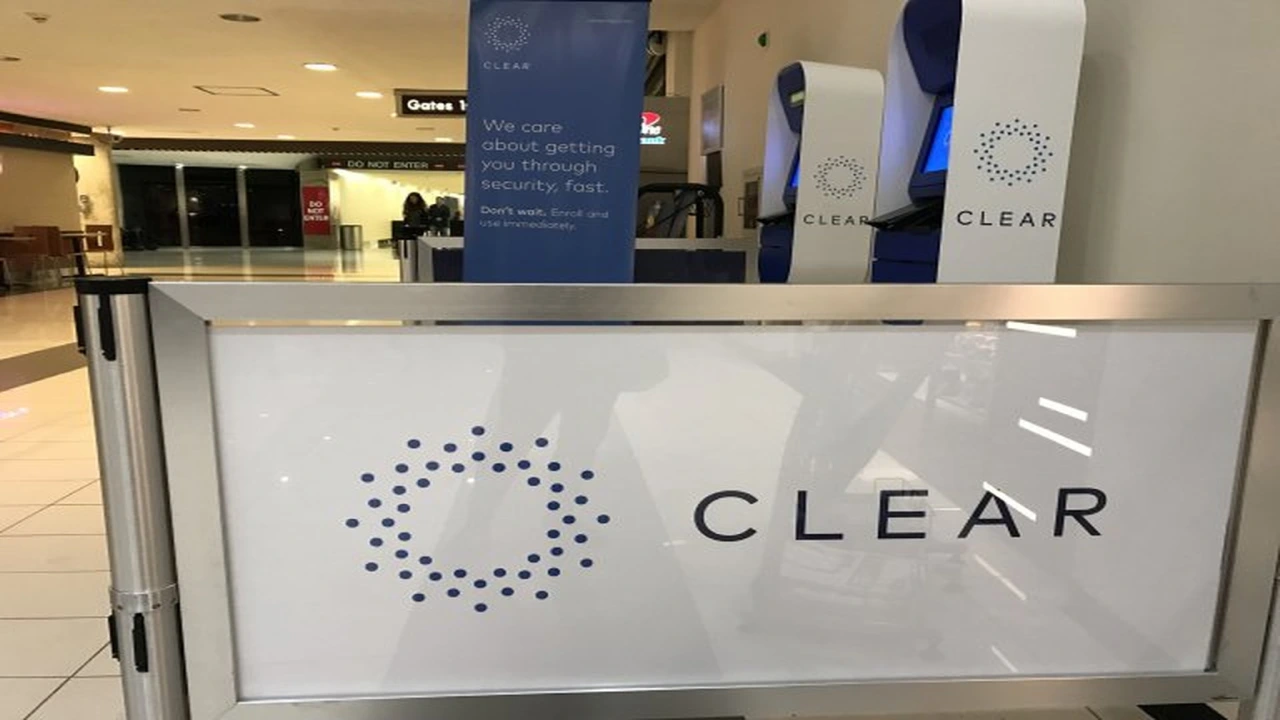 CLEAR
We care
about getting
you through
security, fast.
Don't wait. Enroll and
use immediately.
Gates
DO NOT ENTER
DO
NOT
ENTER
CLEAR
CLEAR
CLEAR